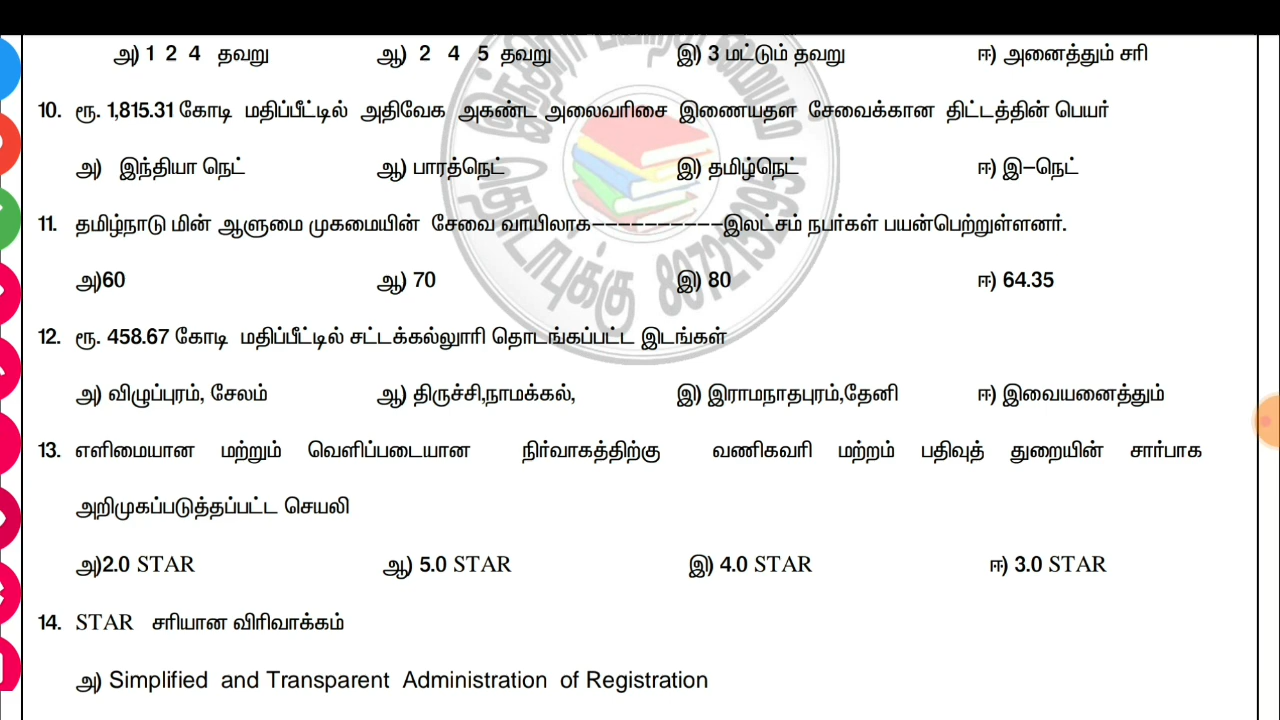 அ) 1 2 4 தவறு ஆ) 2 4 5 தவறு இ) 3 மட்டும் தவறு ஈ) அனைத்தும் சரி
10. ரூ. 1,815.31 கோடி மதிப்பீட்டில் அதிவேக அகண்ட அலைவரிசை இணையதள சேவைக்கான திட்டத்தின் பெயர்
அ) இந்தியா நெட் ஆ) பாரத்நெட் இ) தமிழ்நெட் ஈ) இ–நெட்
11. தமிழ்நாடு மின் ஆளுமை முகமையின் சேவை வாயிலாக----------இலட்சம் நபர்கள் பயன்பெற்றுள்ளனர்.
அ)60 ஆ) 70 இ) 80 ஈ) 64.35
12. ரூ. 458.67 கோடி மதிப்பீட்டில் சட்டக்கல்லூரி தொடங்கப்பட்ட இடங்கள்
அ) விழுப்புரம், சேலம் ஆ) திருச்சி,நாமக்கல், இ) இராமநாதபுரம்,தேனி ஈ) இவையனைத்தும்
13. எளிமையான மற்றும் வெளிப்படையான நிர்வாகத்திற்கு வணிகவரி மற்றம் பதிவுத் துறையின் சார்பாக
அறிமுகப்படுத்தப்பட்ட செயலி
அ)2.0 STAR ஆ) 5.0 STAR இ) 4.0 STAR ஈ) 3.0 STAR
14. STAR சரியான விரிவாக்கம்
அ) Simplified and Transparent Administration of Registration